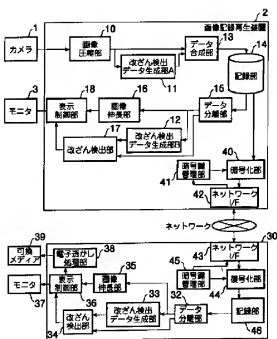 1
カメラ
10
画像
圧縮部
改ざん検出
データ生成部A
11
13
データ
合成部
画像記録再生装置
2
14
記録部
3
モニタ
18
表示
制御部
16
画像
伸長部
15
データ
分離部
12
改ざん検出
データ生成部B
17
改ざん検出部
暗号鍵
管理部
41
40
暗号化部
42
ネットワーク
I/F
ネットワーク
30
39
可換
メディア
電子透かし
処理部
38
43
ネットワーク
I/F
45
暗号鍵
管理部
44
復号化部
35
画像
伸長部
モニタ
37
表示
制御部
36
33
改ざん検出
データ生成部
32
データ
分離部
34
改ざん
検出部
記録部
46